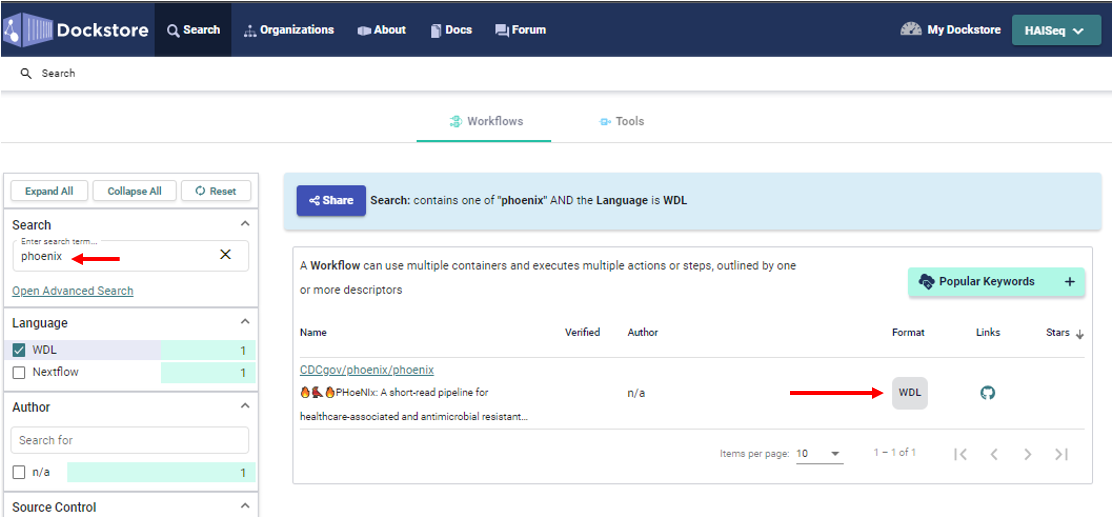 Dockstore Search Organizations About Docs Forum My Dockstore HAISeq
Search
Workflows Tools
Expand All Collapse All Reset
Share Search: contains one of "phoenix" AND the Language is WDL
Search
Enter search term...
phoenix
Open Advanced Search
Language
WDL 1
Nextflow 1
Author
Search for
n/a 1
Source Control
A Workflow can use multiple containers and executes multiple actions or steps, outlined by one
or more descriptors
Popular Keywords +
Name Verified Author Format Links Stars
CDCgov/phoenix/phoenix
🔥🐦‍🔥PHoeNIx: A short-read pipeline for
healthcare-associated and antimicrobial resistant...
n/a WDL
Items per page: 10 1 – 1 of 1